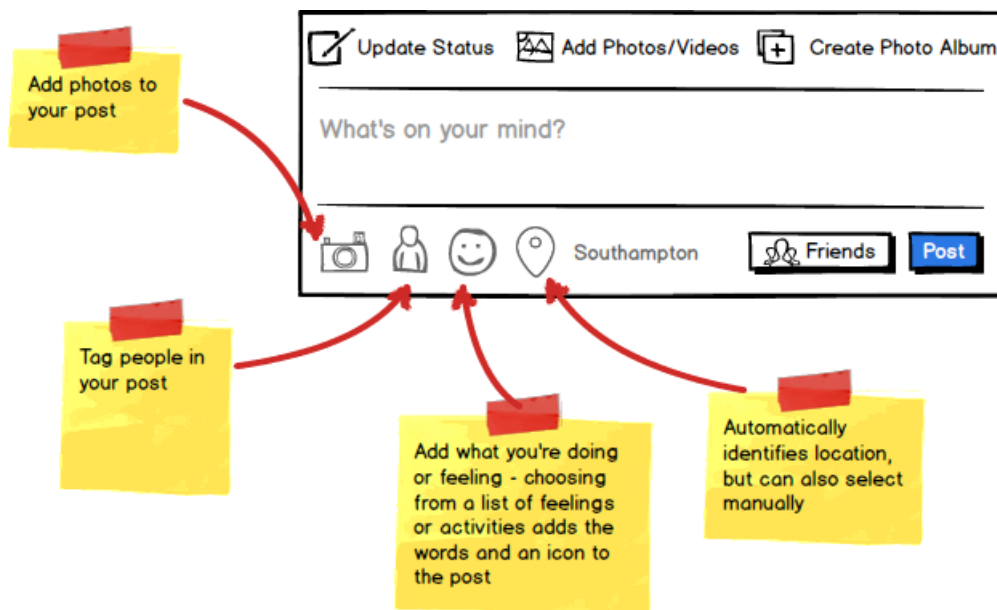 Update Status Add Photos/Videos Create Photo Album
Add photos to
your post
What's on your mind?
Southampton Friends Post
Tag people in
your post
Add what you're doing
or feeling - choosing
from a list of feelings
or activities adds the
words and an icon to
the post
Automatically
identifies location,
but can also select
manually